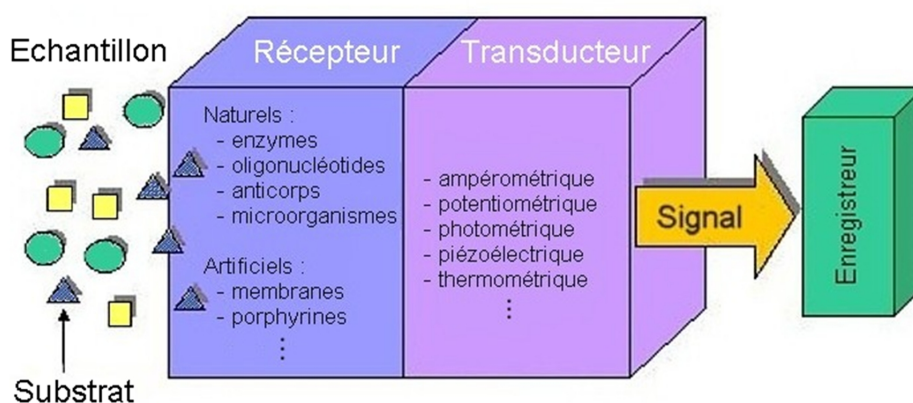 Echantillon
Récepteur
Transducteur
Naturels :
- enzymes
- oligonucléotides
- anticorps
- microorganismes
Artificiels :
- membranes
- porphyrines
⋮
- ampérométrique
- potentiométrique
- photométrique
- piézoélectrique
- thermométrique
⋮
Signal
Enregistreur
Substrat